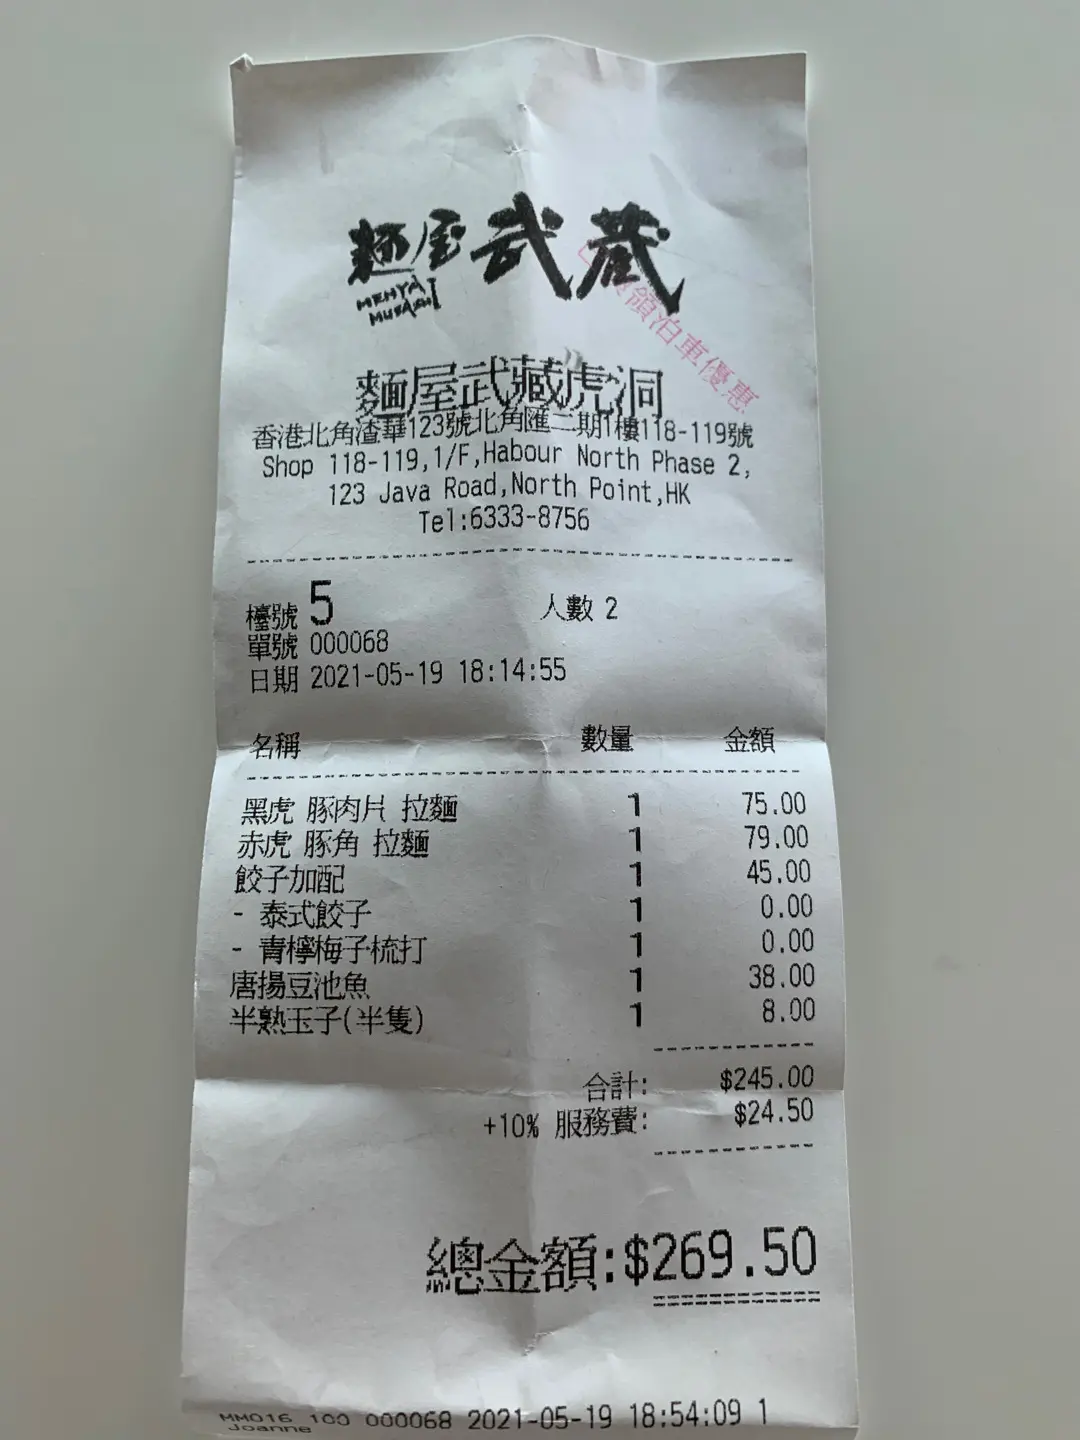 麵屋武蔵
MENYA
MUSASHI
領泊車優惠
麵屋武藏虎洞
香港北角渣華123號北角匯二期1樓118-119號
Shop 118-119,1/F,Habour North Phase 2,
123 Java Road,North Point,HK
Tel:6333-8756
檯號 5 人數 2
單號 000068
日期 2021-05-19 18:14:55
名稱 數量 金額
黑虎 豚肉片 拉麵 1 75.00
赤虎 豚角 拉麵 1 79.00
餃子加配 1 45.00
- 泰式餃子 1 0.00
- 青檸梅子梳打 1 0.00
唐揚豆池魚 1 38.00
半熟玉子(半隻) 1 8.00
合計: $245.00
+10% 服務費: $24.50
總金額:$269.50
MM016 100 000068 2021-05-19 18:54:09 1
Joanne